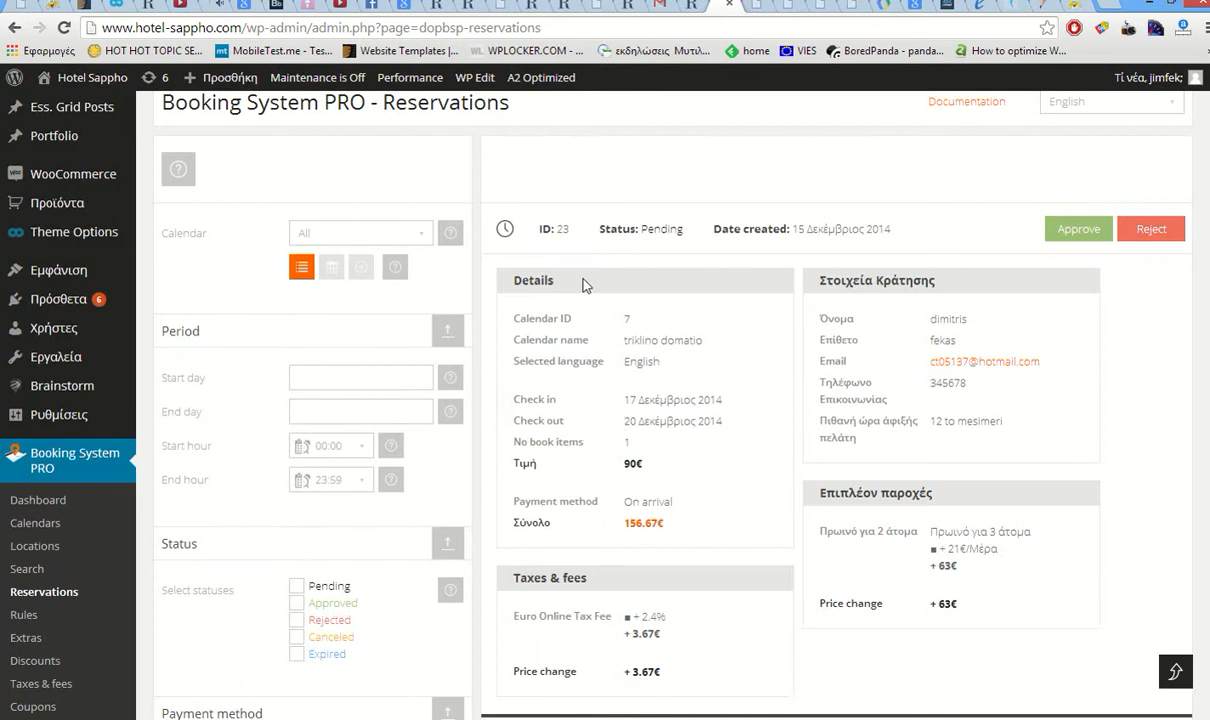 www.hotel-sappho.com/wp-admin/admin.php?page=dopbsp-reservations
Εφαρμογές
HOT HOT TOPIC SE...
MobileTest.me - Tes...
Website Templates |...
WPLOCKER.COM - ...
εκδηλώσεις Μυτιλ...
home
VIES
BoredPanda - panda...
How to optimize W...
Hotel Sappho
6
Προσθήκη
Maintenance is Off
Performance
WP Edit
A2 Optimized
Τί νέα, jimfek;
Ess. Grid Posts
Portfolio
WooCommerce
Προϊόντα
Theme Options
Εμφάνιση
Πρόσθετα 6
Χρήστες
Εργαλεία
Brainstorm
Ρυθμίσεις
Booking System
PRO
Dashboard
Calendars
Locations
Search
Reservations
Rules
Extras
Discounts
Taxes & fees
Coupons
Booking System PRO - Reservations
Documentation
English
Calendar
All
Period
Start day
End day
Start hour
00:00
End hour
23:59
Status
Select statuses
Pending
Approved
Rejected
Canceled
Expired
Payment method
ID: 23
Status: Pending
Date created: 15 Δεκέμβριος 2014
Approve
Reject
Details
Calendar ID 7
Calendar name triklino domatio
Selected language English
Check in 17 Δεκέμβριος 2014
Check out 20 Δεκέμβριος 2014
No book items 1
Τιμή 90€
Payment method On arrival
Σύνολο 156.67€
Taxes & fees
Euro Online Tax Fee + 2.4%
+ 3.67€
Price change + 3.67€
Στοιχεία Κράτησης
Όνομα dimitris
Επίθετο fekas
Email ct05137@hotmail.com
Τηλέφωνο 345678
Επικοινωνίας
Πιθανή ώρα άφιξής 12 to mesimeri
πελάτη
Επιπλέον παροχές
Πρωινό για 2 άτομα Πρωινό για 3 άτομα
+ 21€/Μέρα
+ 63€
Price change + 63€